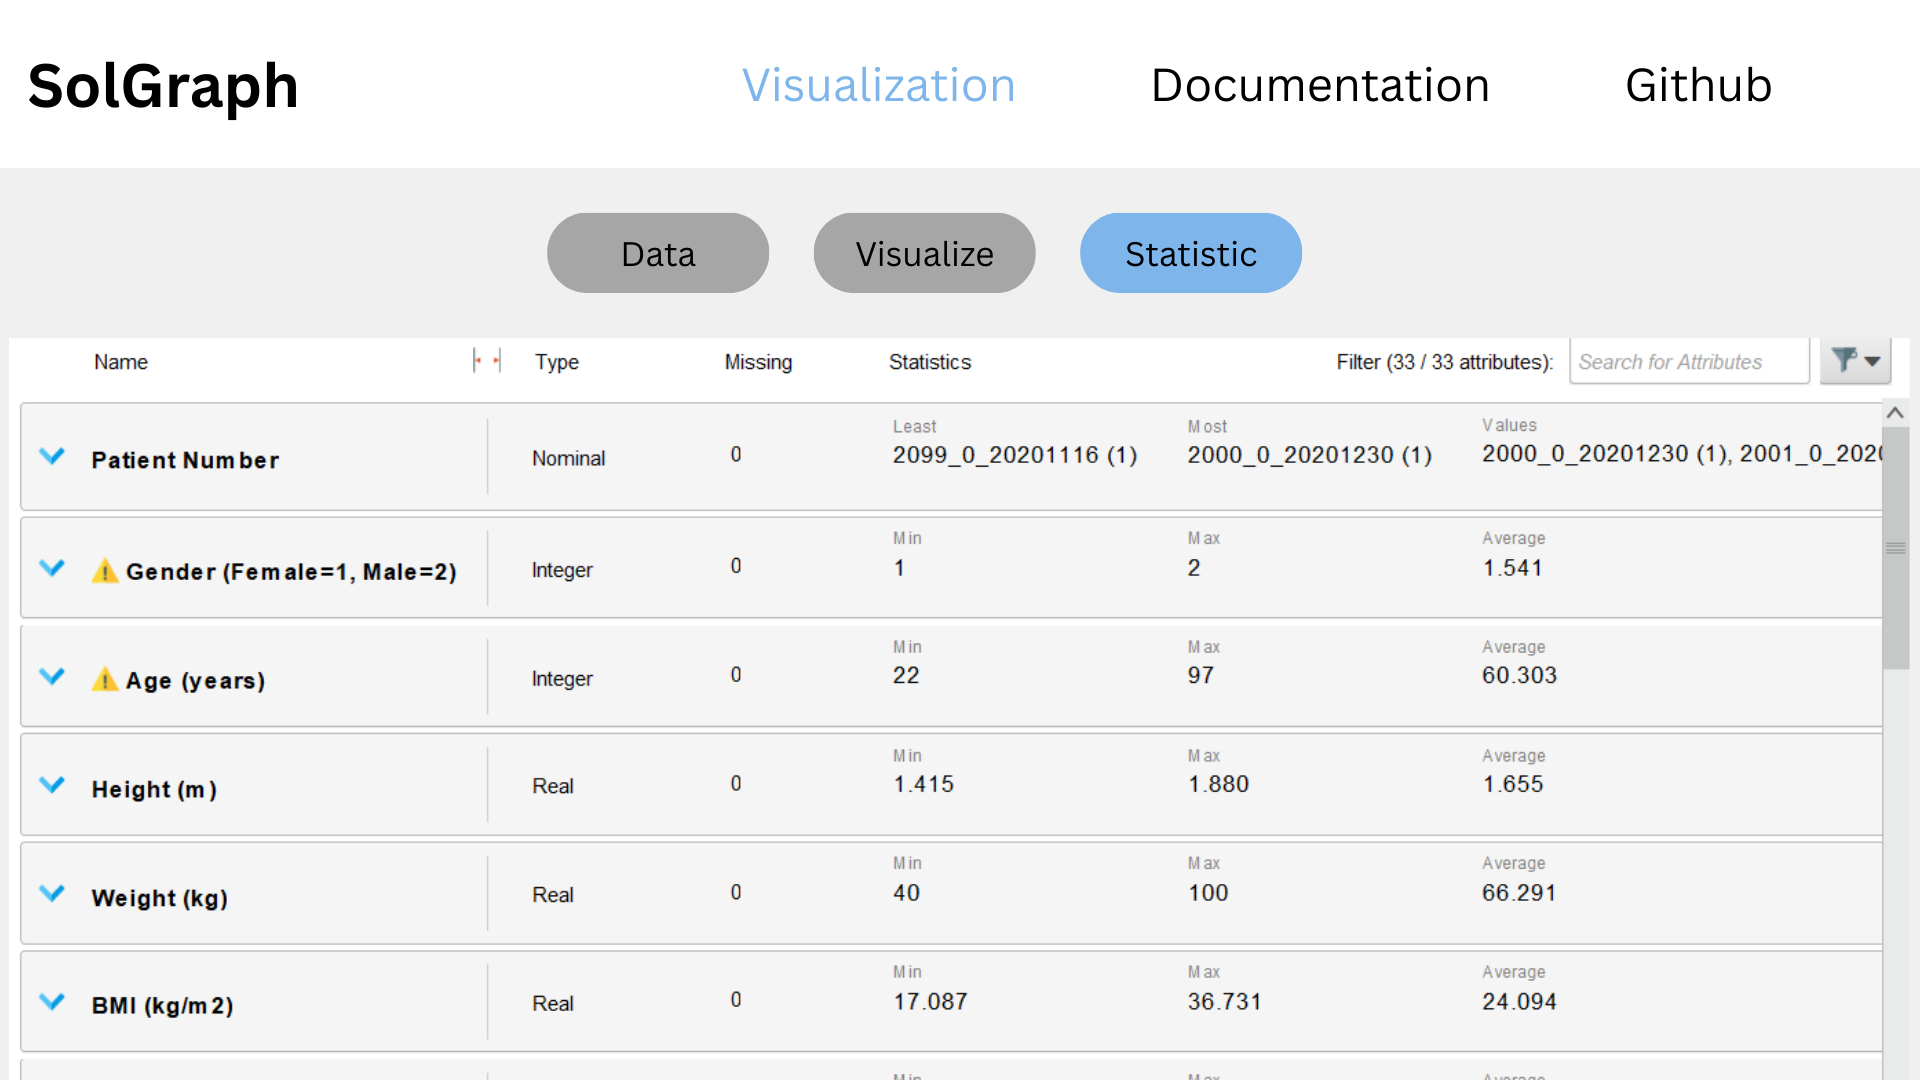 SolGraph Visualization Documentation Github
Data Visualize Statistic
Name Type Missing Statistics Filter (33 / 33 attributes): Search for Attributes
Least Most Values
Patient Number Nominal 0 2099_0_20201116 (1) 2000_0_20201230 (1) 2000_0_20201230 (1), 2001_0_202
Min Max Average
Gender (Female=1, Male=2) Integer 0 1 2 1.541
Min Max Average
Age (years) Integer 0 22 97 60.303
Min Max Average
Height (m) Real 0 1.415 1.880 1.655
Min Max Average
Weight (kg) Real 0 40 100 66.291
Min Max Average
BMI (kg/m2) Real 0 17.087 36.731 24.094
Min Max Average